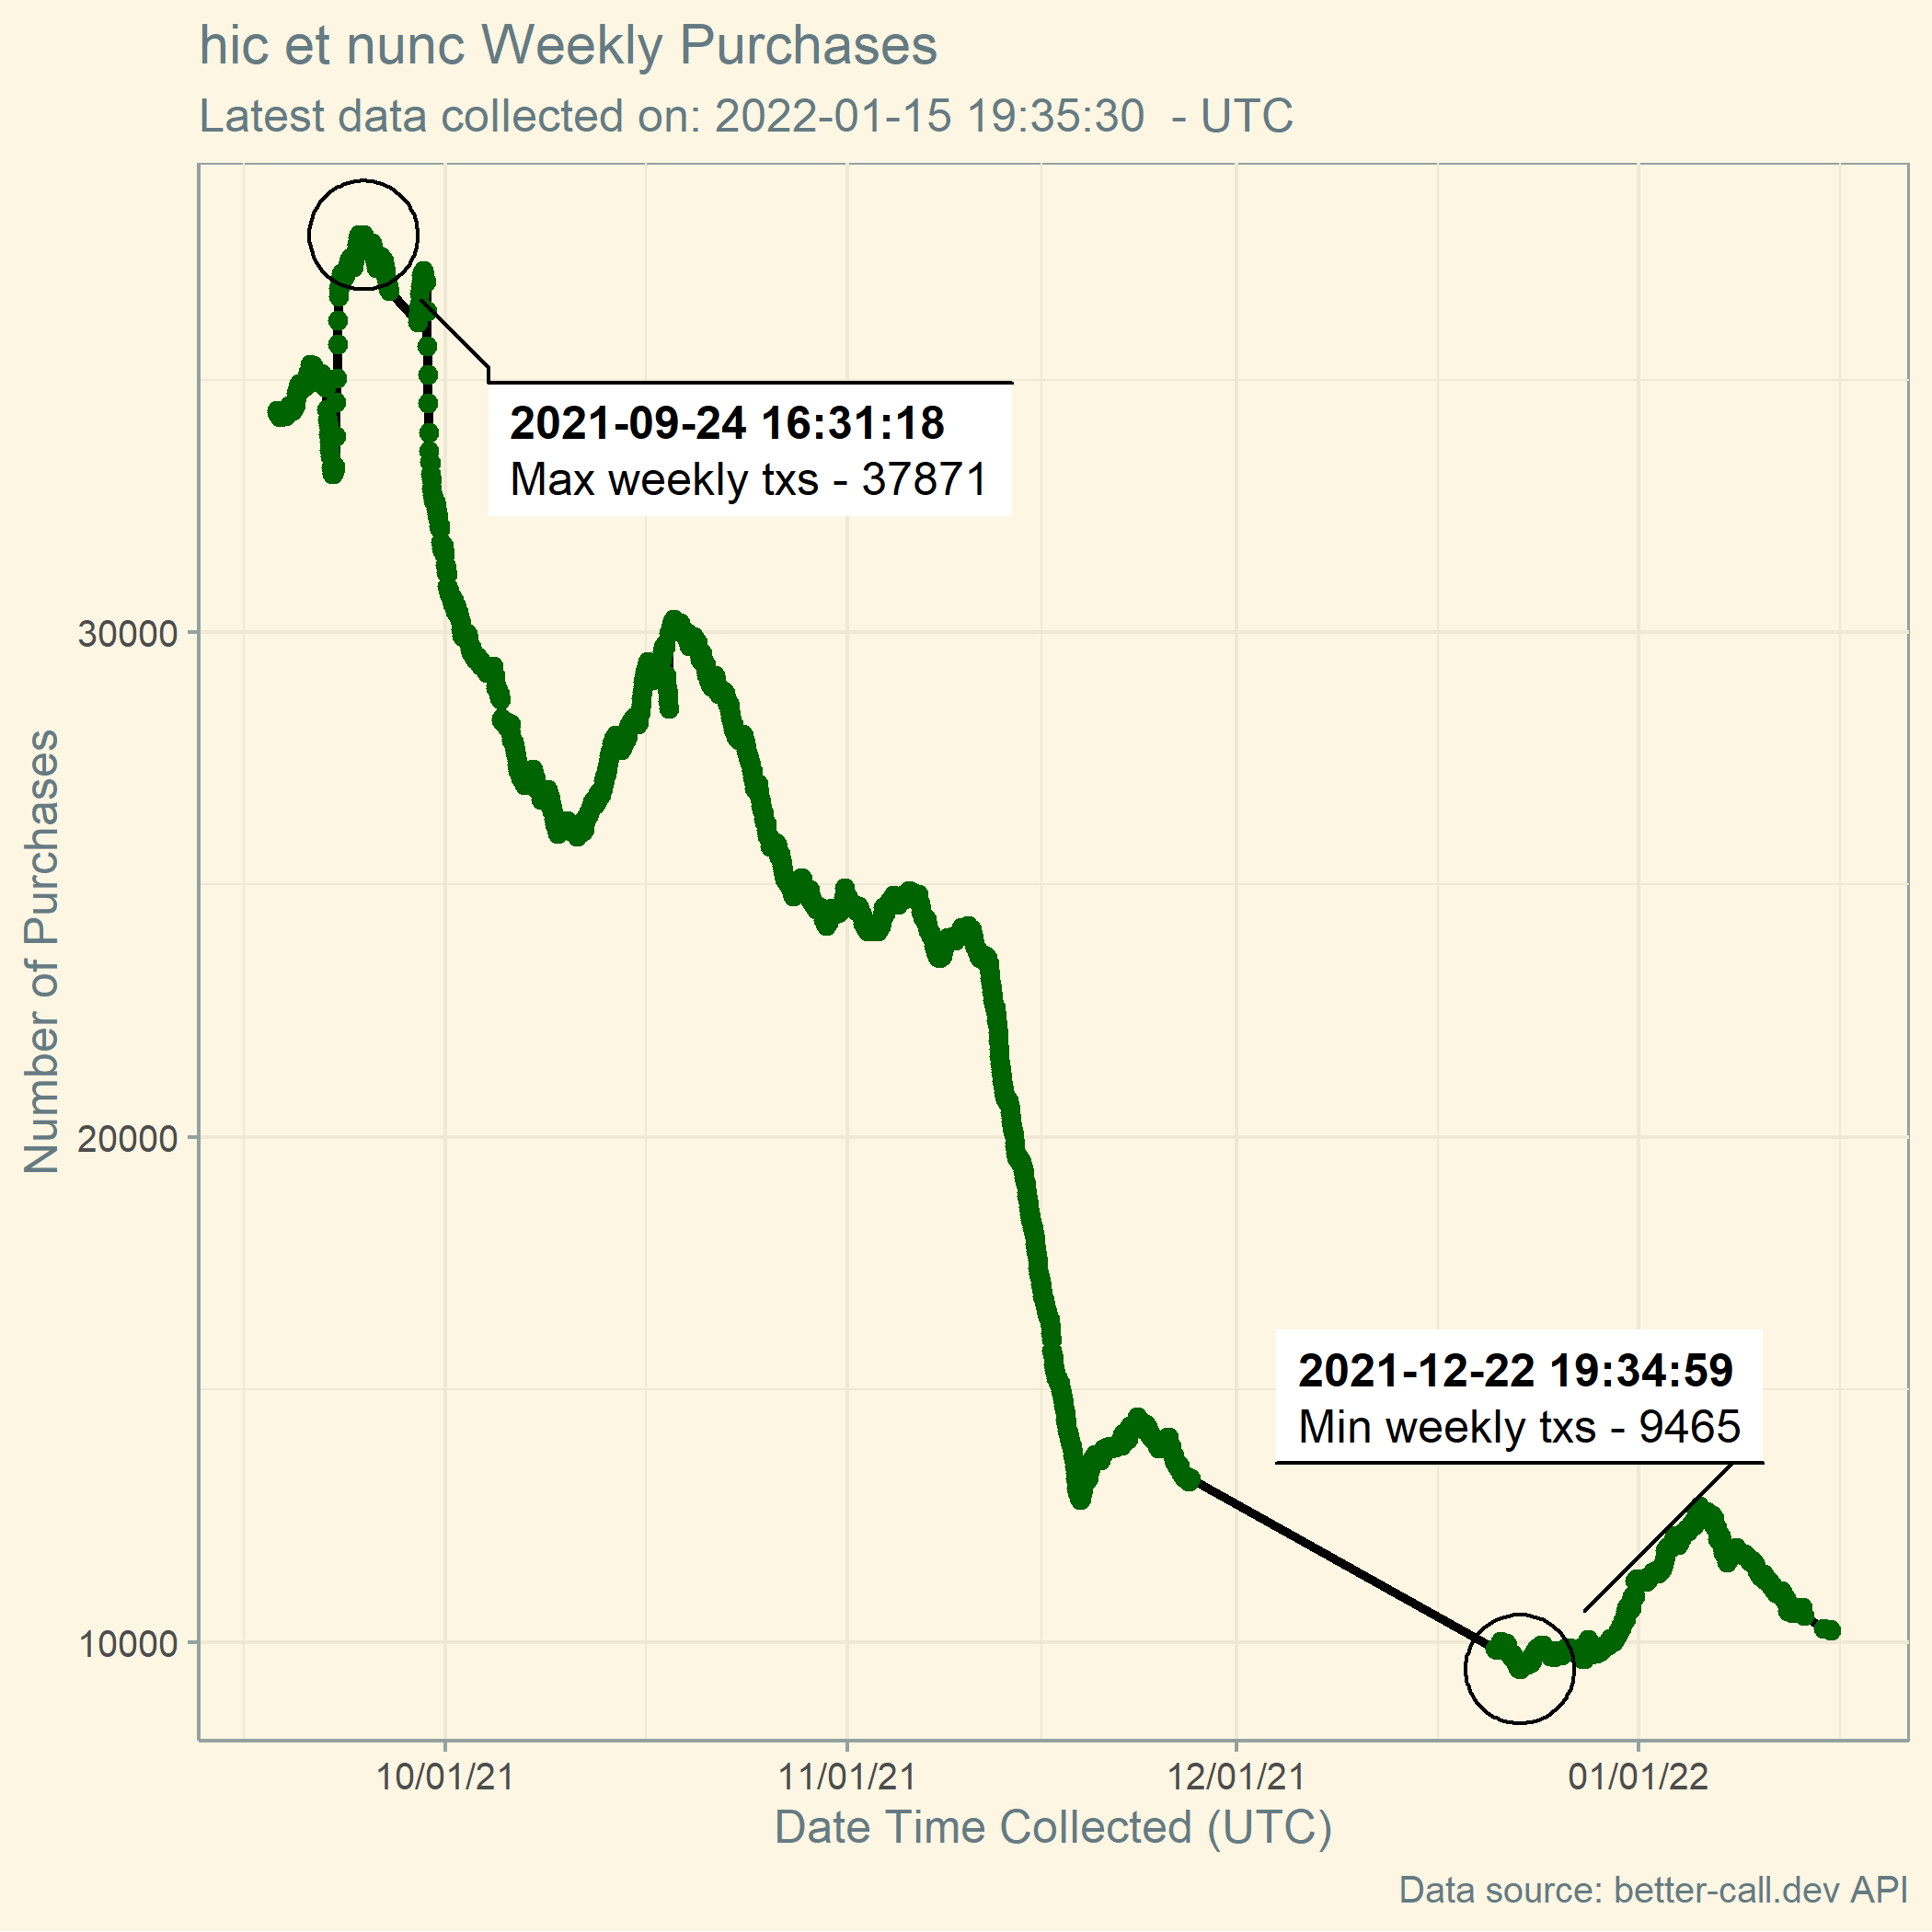 hic et nunc Weekly Purchases
Latest data collected on: 2022-01-15 19:35:30  - UTC
2021-09-24 16:31:18
Max weekly txs - 37871
30000
20000
10000
Number of Purchases
2021-12-22 19:34:59
Min weekly txs - 9465
10/01/21
11/01/21
12/01/21
01/01/22
Date Time Collected (UTC)
Data source: better-call.dev API